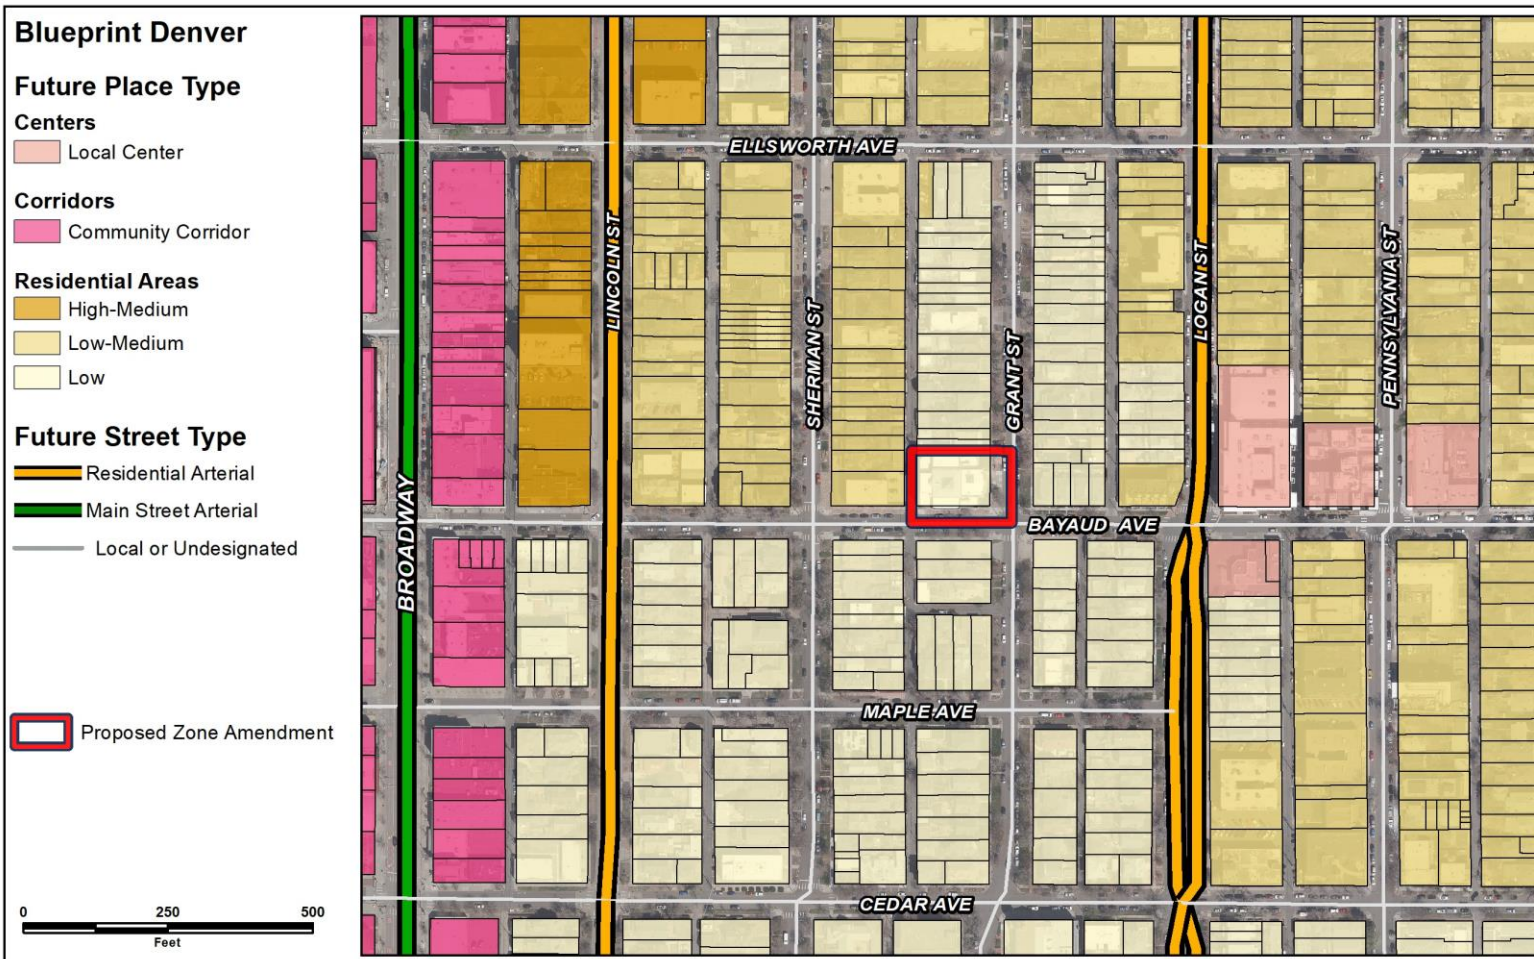 Blueprint Denver
Future Place Type
Centers
Local Center
Corridors
Community Corridor
Residential Areas
High-Medium
Low-Medium
Low
Future Street Type
Residential Arterial
Main Street Arterial
Local or Undesignated
Proposed Zone Amendment
0 250 500
Feet
ELLSWORTH AVE
LINCOLN ST
SHERMAN ST
GRANT ST
LOGAN ST
PENNSYLVANIA ST
BROADWAY
BAYAUD AVE
MAPLE AVE
CEDAR AVE